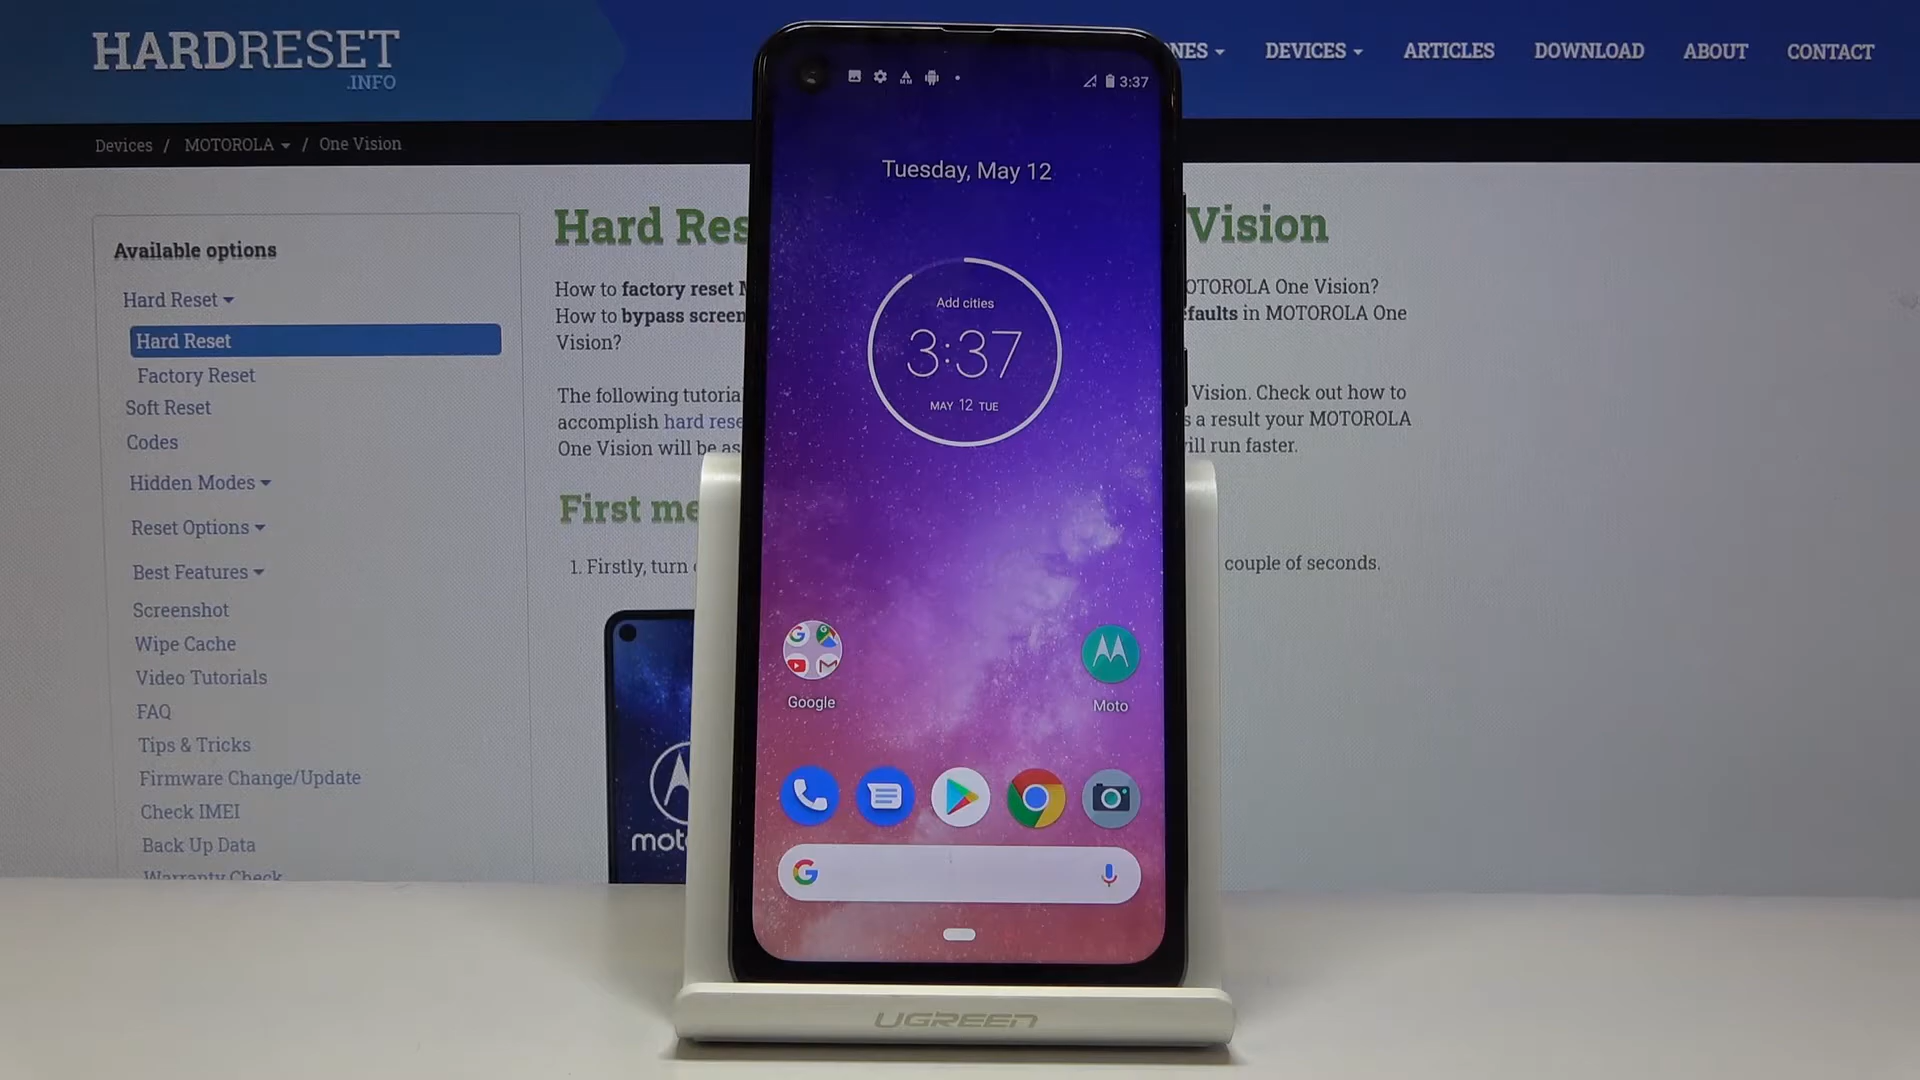 HARDRESET
.INFO
NES
DEVICES
ARTICLES
DOWNLOAD
ABOUT
CONTACT
Devices / MOTOROLA / One Vision
Available options
Hard Reset
Hard Reset
Factory Reset
Soft Reset
Codes
Hidden Modes
Reset Options
Best Features
Screenshot
Wipe Cache
Video Tutorials
FAQ
Tips & Tricks
Firmware Change/Update
Check IMEI
Back Up Data
Warranty Check
Hard Res
Vision
How to factory reset M
OTOROLA One Vision?
How to bypass screen
efaults in MOTOROLA One
Vision?
The following tutoria
Vision. Check out how to
accomplish hard rese
s a result your MOTOROLA
One Vision will be as
ill run faster.
First me
1. Firstly, turn
couple of seconds.
moto
3:37
Tuesday, May 12
Add cities
3:37
MAY 12 TUE
Google
Moto
UGREEN